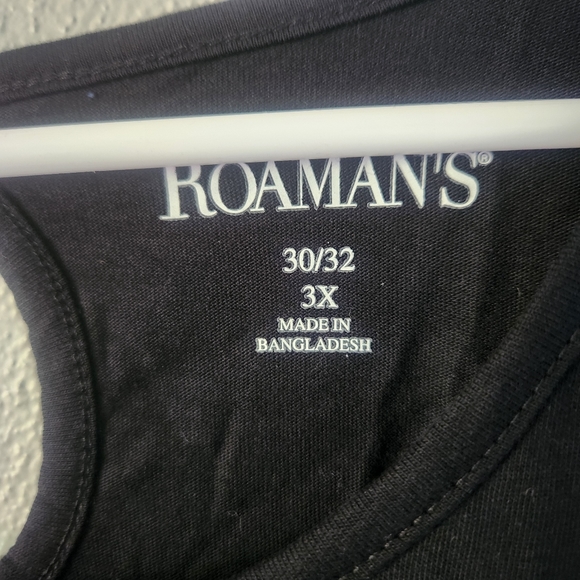 ROAMAN'S®
30/32
3X
MADE IN
BANGLADESH